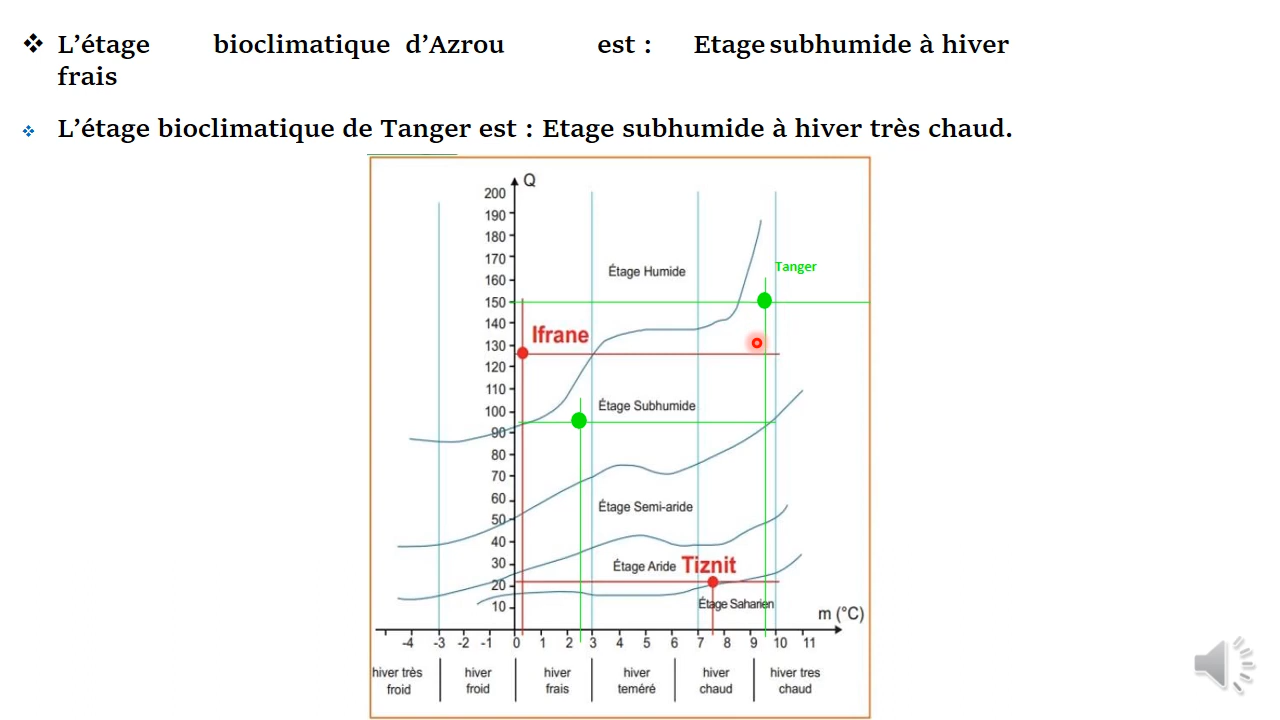 ❖ L’étage bioclimatique d’Azrou est : Etage subhumide à hiver
frais
❖ L’étage bioclimatique de Tanger est : Etage subhumide à hiver très chaud.
Q
200
190
180
170
160
150
140
130
120
110
100
90
80
70
60
50
40
30
20
10
Étage Humide
Tanger
Ifrane
Étage Subhumide
Étage Semi-aride
Étage Aride
Tiznit
Étage Saharien
m (°C)
-4 -3 -2 -1 0 1 2 3 4 5 6 7 8 9 10 11
hiver très froid
hiver froid
hiver frais
hiver teméré
hiver chaud
hiver tres chaud